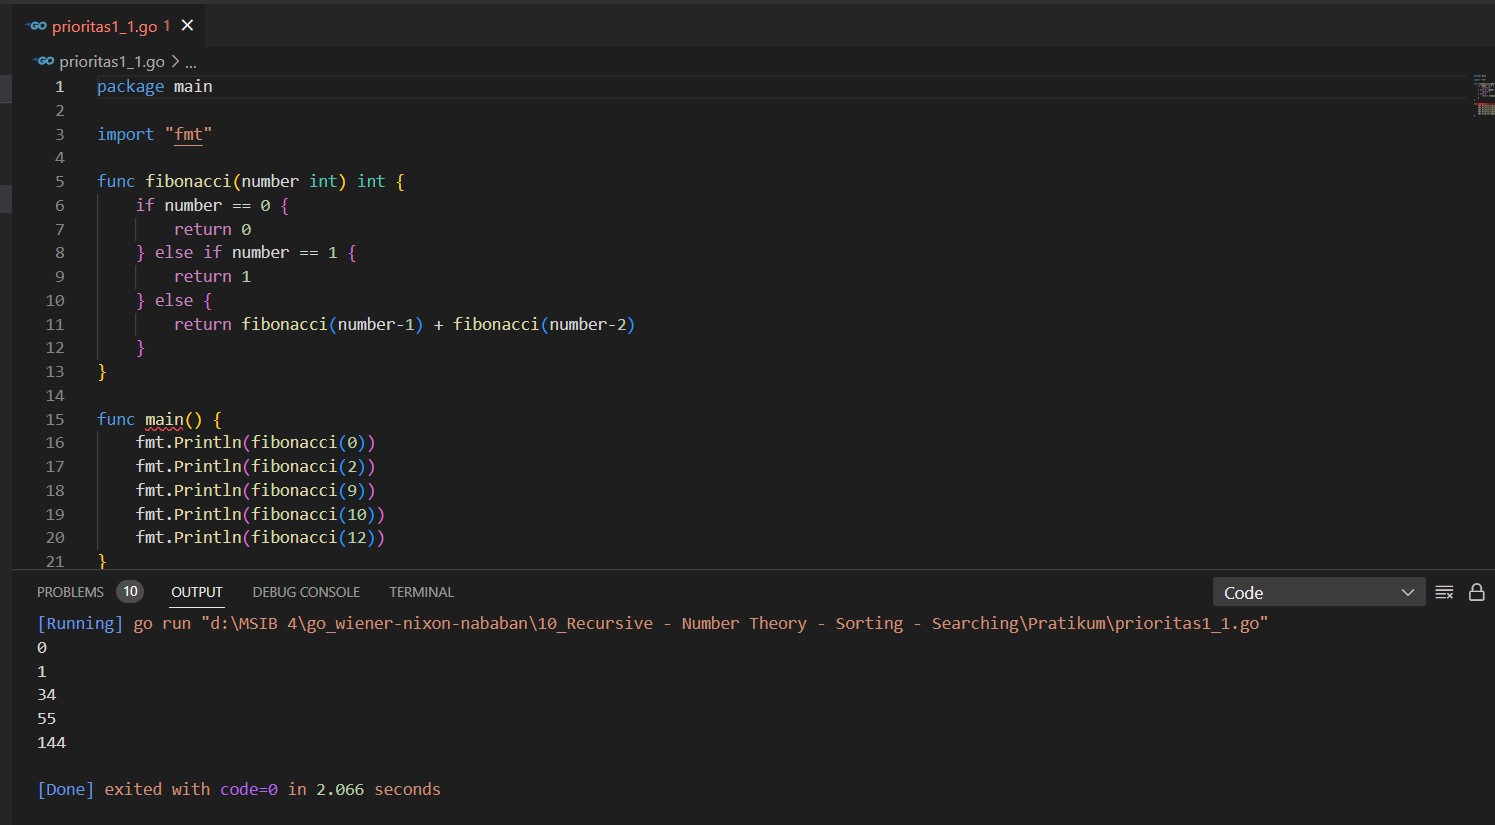 GO prioritas1_1.go 1 ×
GO prioritas1_1.go > ...
1 package main
2
3 import "fmt"
4
5 func fibonacci(number int) int {
6 if number == 0 {
7 return 0
8 } else if number == 1 {
9 return 1
10 } else {
11 return fibonacci(number-1) + fibonacci(number-2)
12 }
13 }
14
15 func main() {
16 fmt.Println(fibonacci(0))
17 fmt.Println(fibonacci(2))
18 fmt.Println(fibonacci(9))
19 fmt.Println(fibonacci(10))
20 fmt.Println(fibonacci(12))
21 }
PROBLEMS 10 OUTPUT DEBUG CONSOLE TERMINAL Code
[Running] go run "d:\MSIB 4\go_wiener-nixon-nababan\10_Recursive - Number Theory - Sorting - Searching\Pratikum\prioritas1_1.go"
0
1
34
55
144
[Done] exited with code=0 in 2.066 seconds